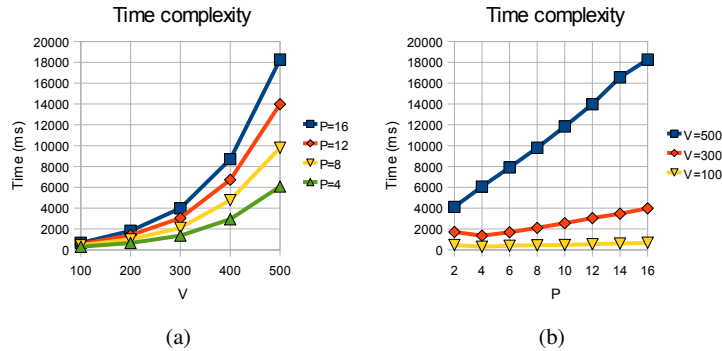 Time complexity
20000
18000
16000
14000
12000
10000
8000
6000
4000
2000
0
Time (ms)
100 200 300 400 500
V
P=16
P=12
P=8
P=4
(a)
Time complexity
20000
18000
16000
14000
12000
10000
8000
6000
4000
2000
0
Time (ms)
2 4 6 8 10 12 14 16
P
V=500
V=300
V=100
(b)